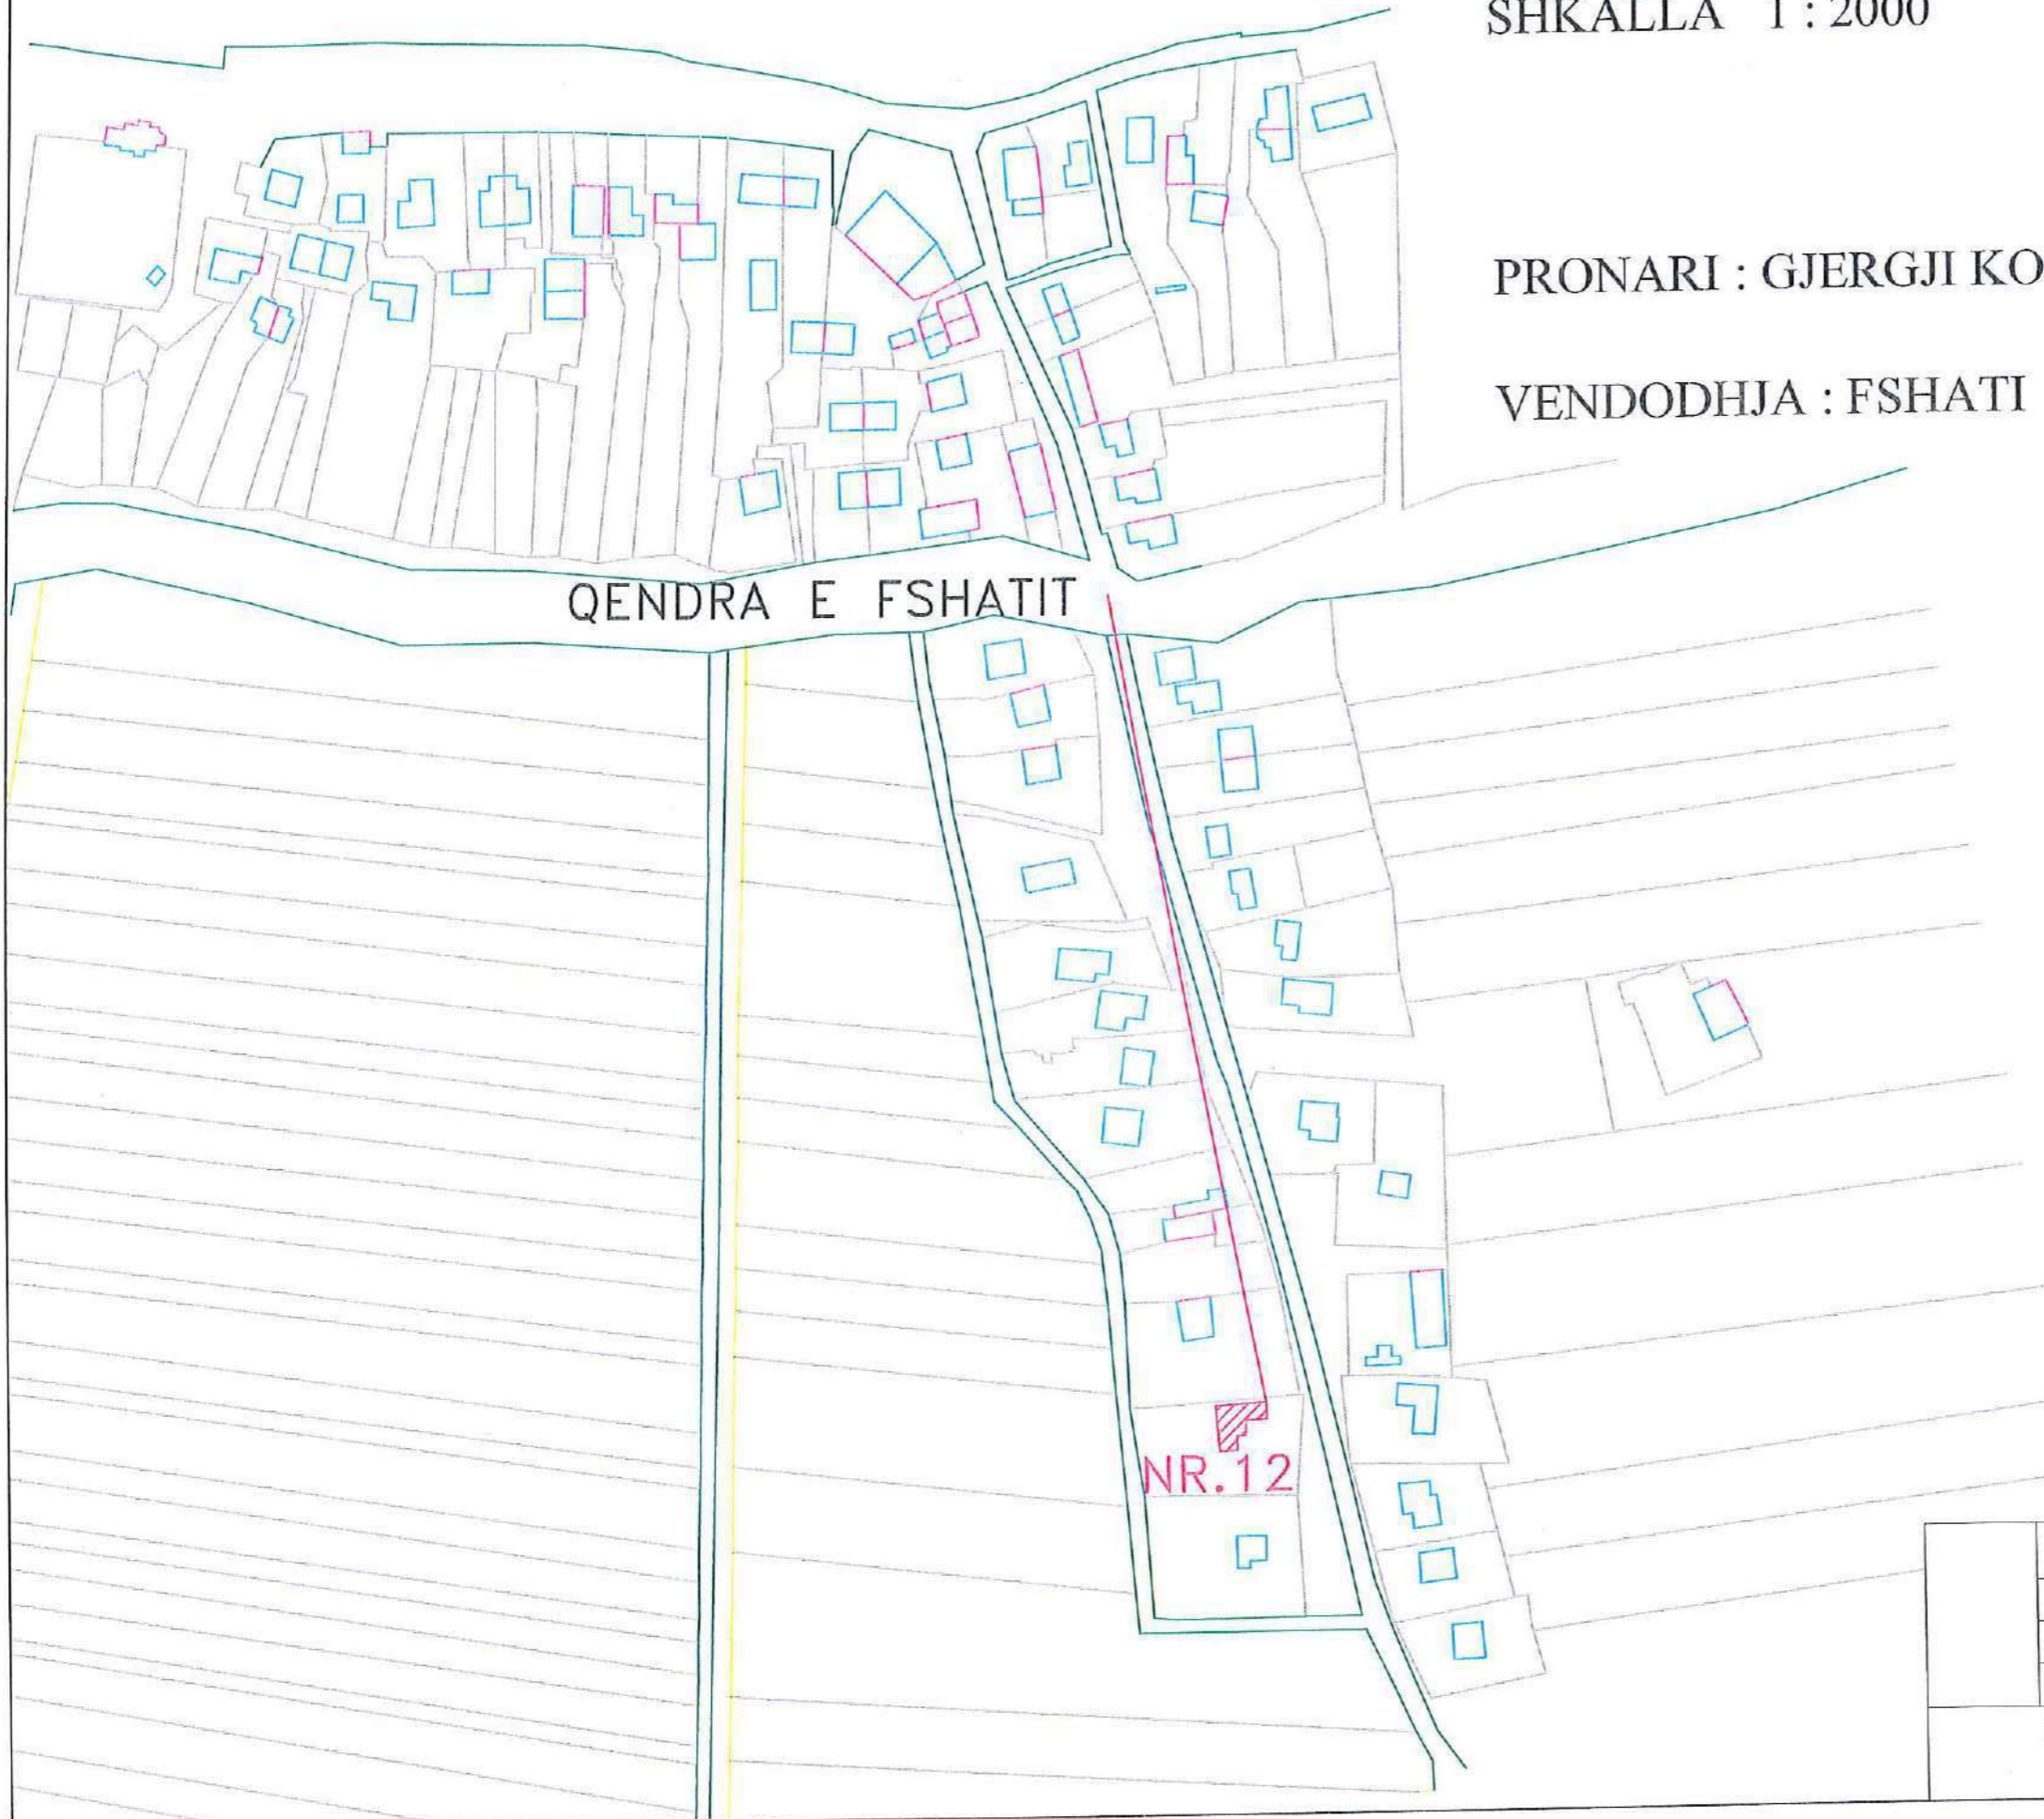 SHKALLA 1 : 2000
PRONARI : GJERGJI KO
VENDODHJA : FSHATI
QENDRA E FSHATIT
NR.12